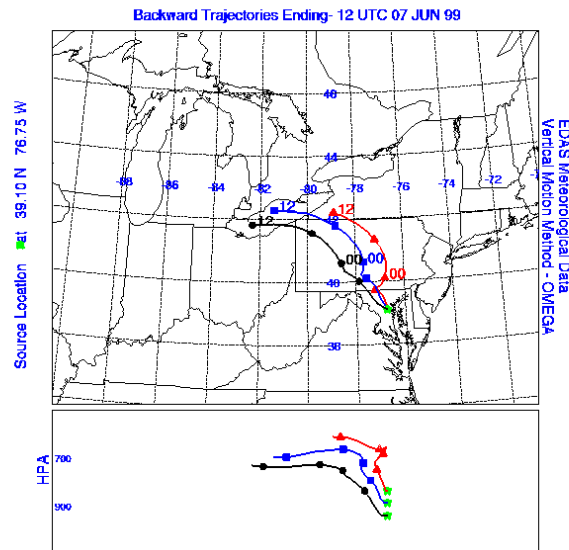 Backward Trajectories Ending- 12 UTC 07 JUN 99
Source Location at 39.10 N 76.75 W
EDAS Meteorological Data
Vertical Motion Method - OMEGA
46
44
-88 -86 -84 -82 -80 -78 -76 -74 -72
12 12
12 42
00 00
00
40
38
HPA
700
900